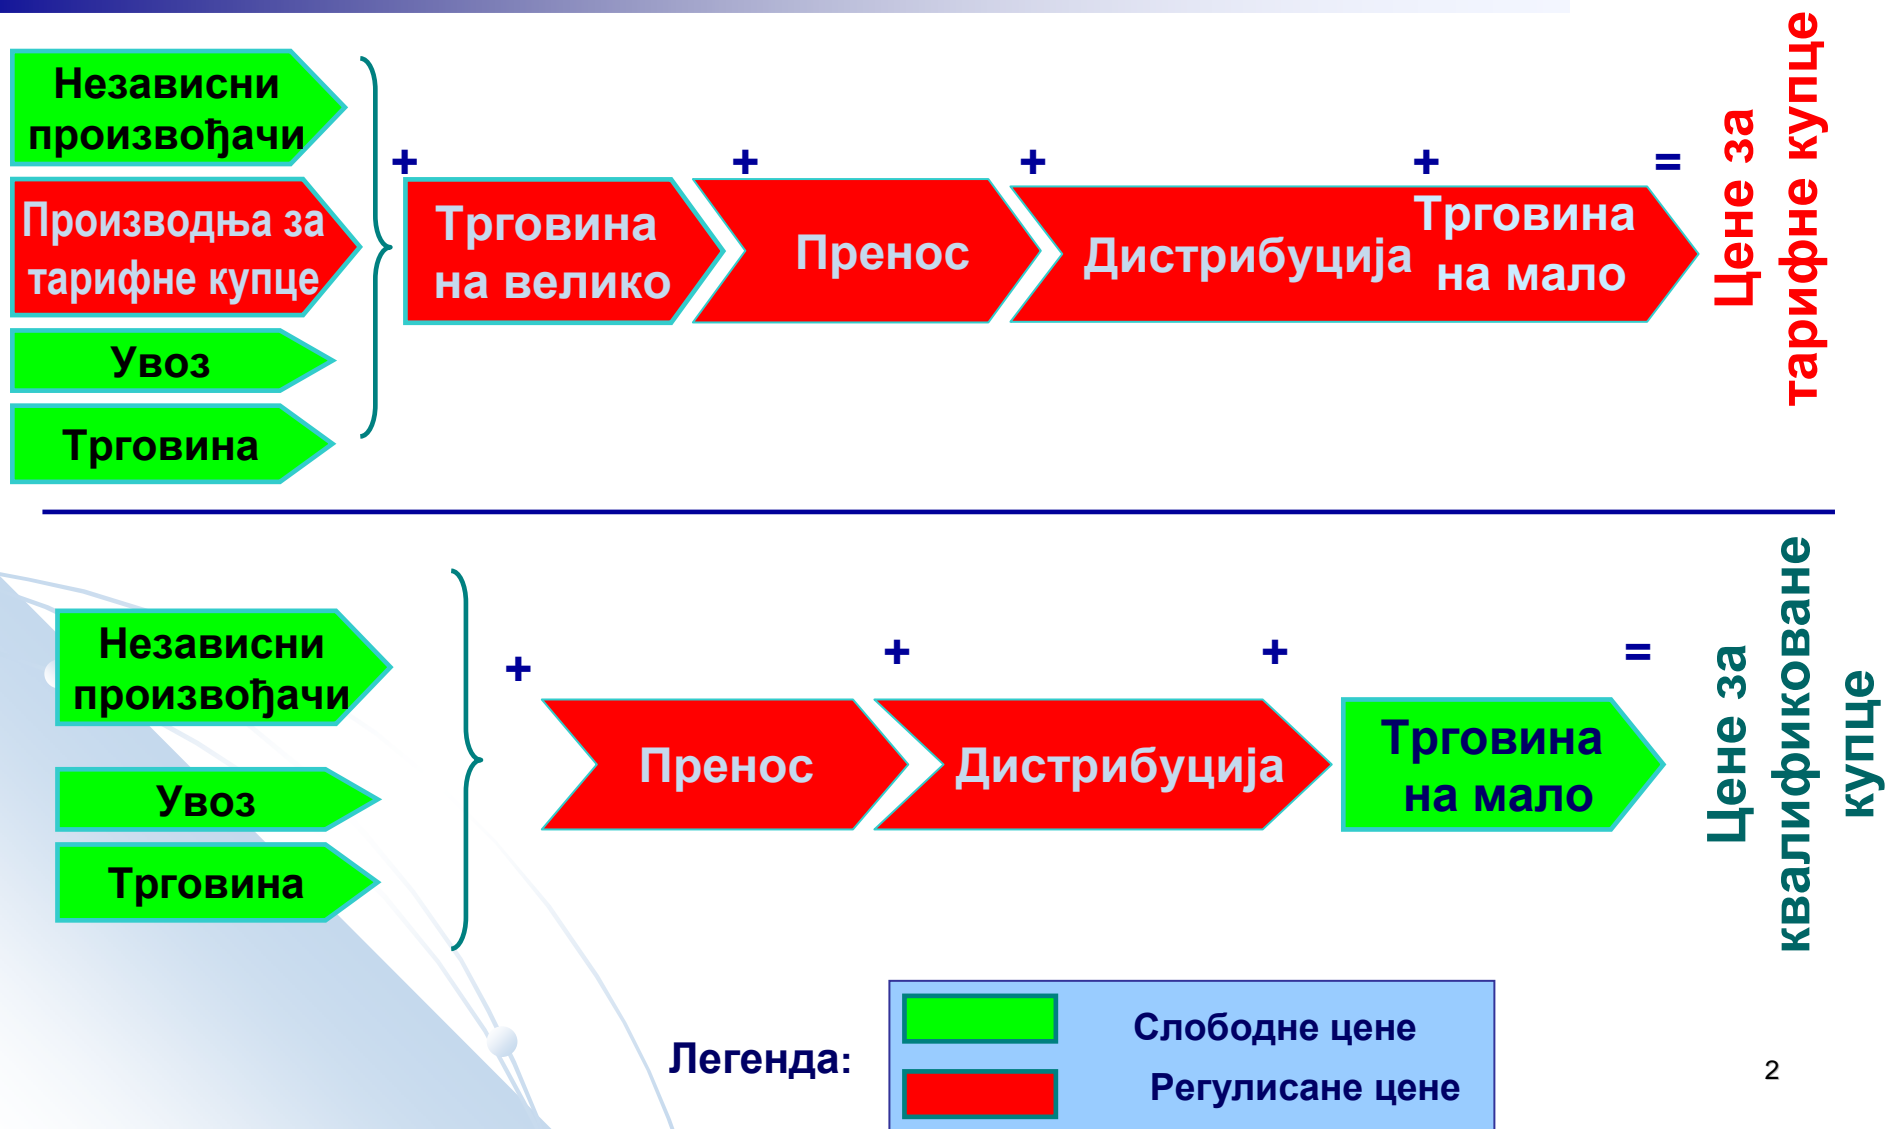 Независни
произвођачи
Производња за
тарифне купце
Увоз
Трговина
+
Трговина
на велико
+
Пренос
+
Дистрибуција
+
Трговина
на мало
=
Цене за
тарифне купце
Независни
произвођачи
Увоз
Трговина
+
Пренос
+
Дистрибуција
+
Трговина
на мало
=
Цене за
квалификоване
купце
Легенда:
Слободне цене
Регулисане цене
2